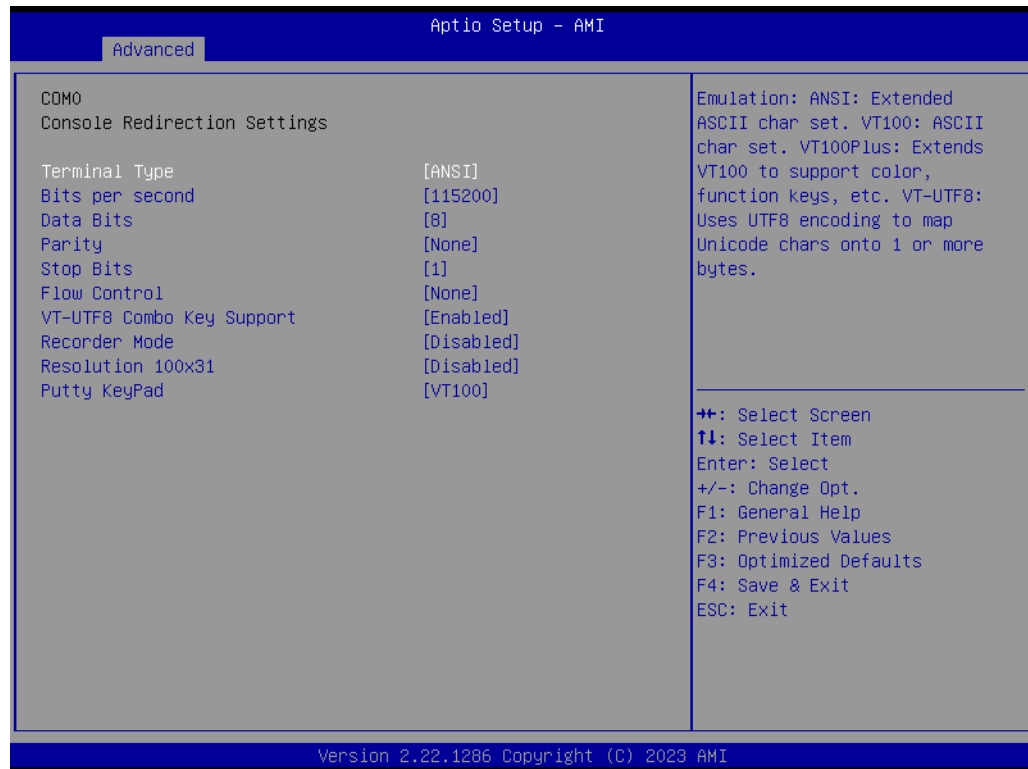 Aptio Setup - AMI
Advanced
COM0
Console Redirection Settings
Terminal Type [ANSI]
Bits per second [115200]
Data Bits [8]
Parity [None]
Stop Bits [1]
Flow Control [None]
VT-UTF8 Combo Key Support [Enabled]
Recorder Mode [Disabled]
Resolution 100x31 [Disabled]
Putty KeyPad [VT100]
Emulation: ANSI: Extended
ASCII char set. VT100: ASCII
char set. VT100Plus: Extends
VT100 to support color,
function keys, etc. VT-UTF8:
Uses UTF8 encoding to map
Unicode chars onto 1 or more
bytes.
→←: Select Screen
↑↓: Select Item
Enter: Select
+/-: Change Opt.
F1: General Help
F2: Previous Values
F3: Optimized Defaults
F4: Save & Exit
ESC: Exit
Version 2.22.1286 Copyright (C) 2023 AMI